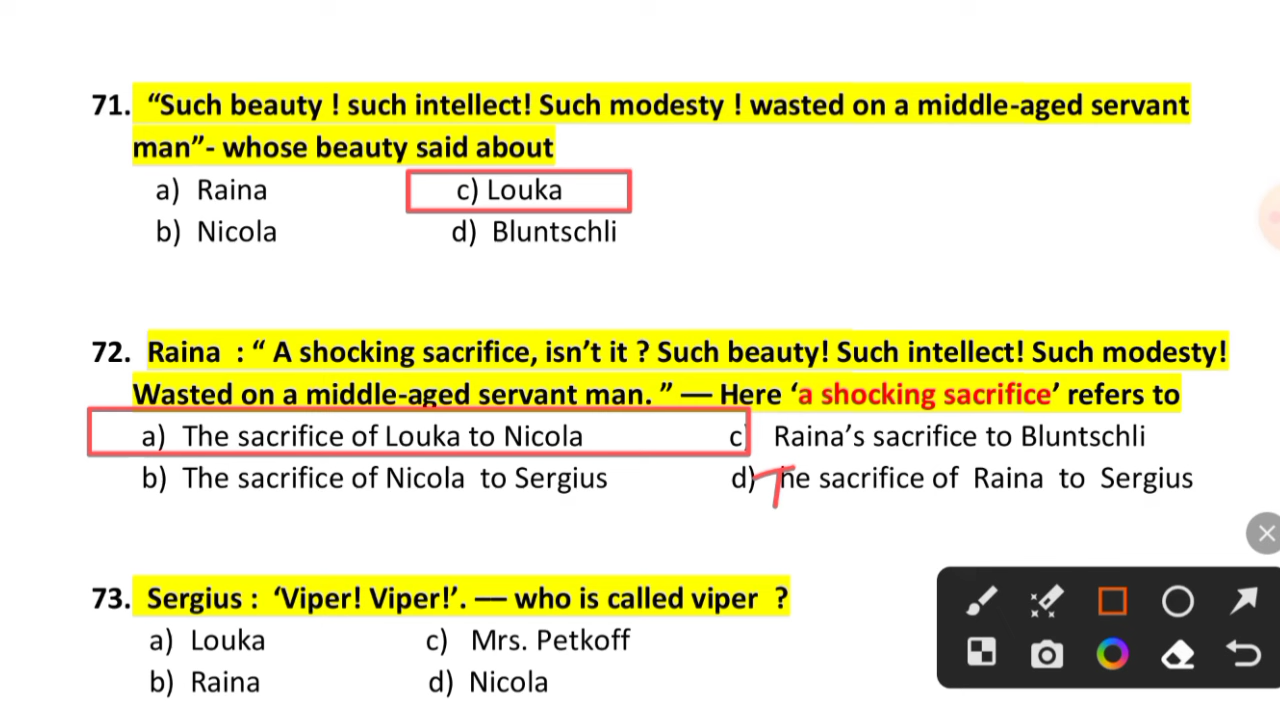 71. “Such beauty ! such intellect! Such modesty ! wasted on a middle-aged servant
man”- whose beauty said about
a) Raina c) Louka
b) Nicola d) Bluntschli
72. Raina : “ A shocking sacrifice, isn’t it ? Such beauty! Such intellect! Such modesty!
Wasted on a middle-aged servant man. ” — Here ‘a shocking sacrifice’ refers to
a) The sacrifice of Louka to Nicola c) Raina’s sacrifice to Bluntschli
b) The sacrifice of Nicola to Sergius d) The sacrifice of Raina to Sergius
73. Sergius : ‘Viper! Viper!’. — who is called viper ?
a) Louka c) Mrs. Petkoff
b) Raina d) Nicola